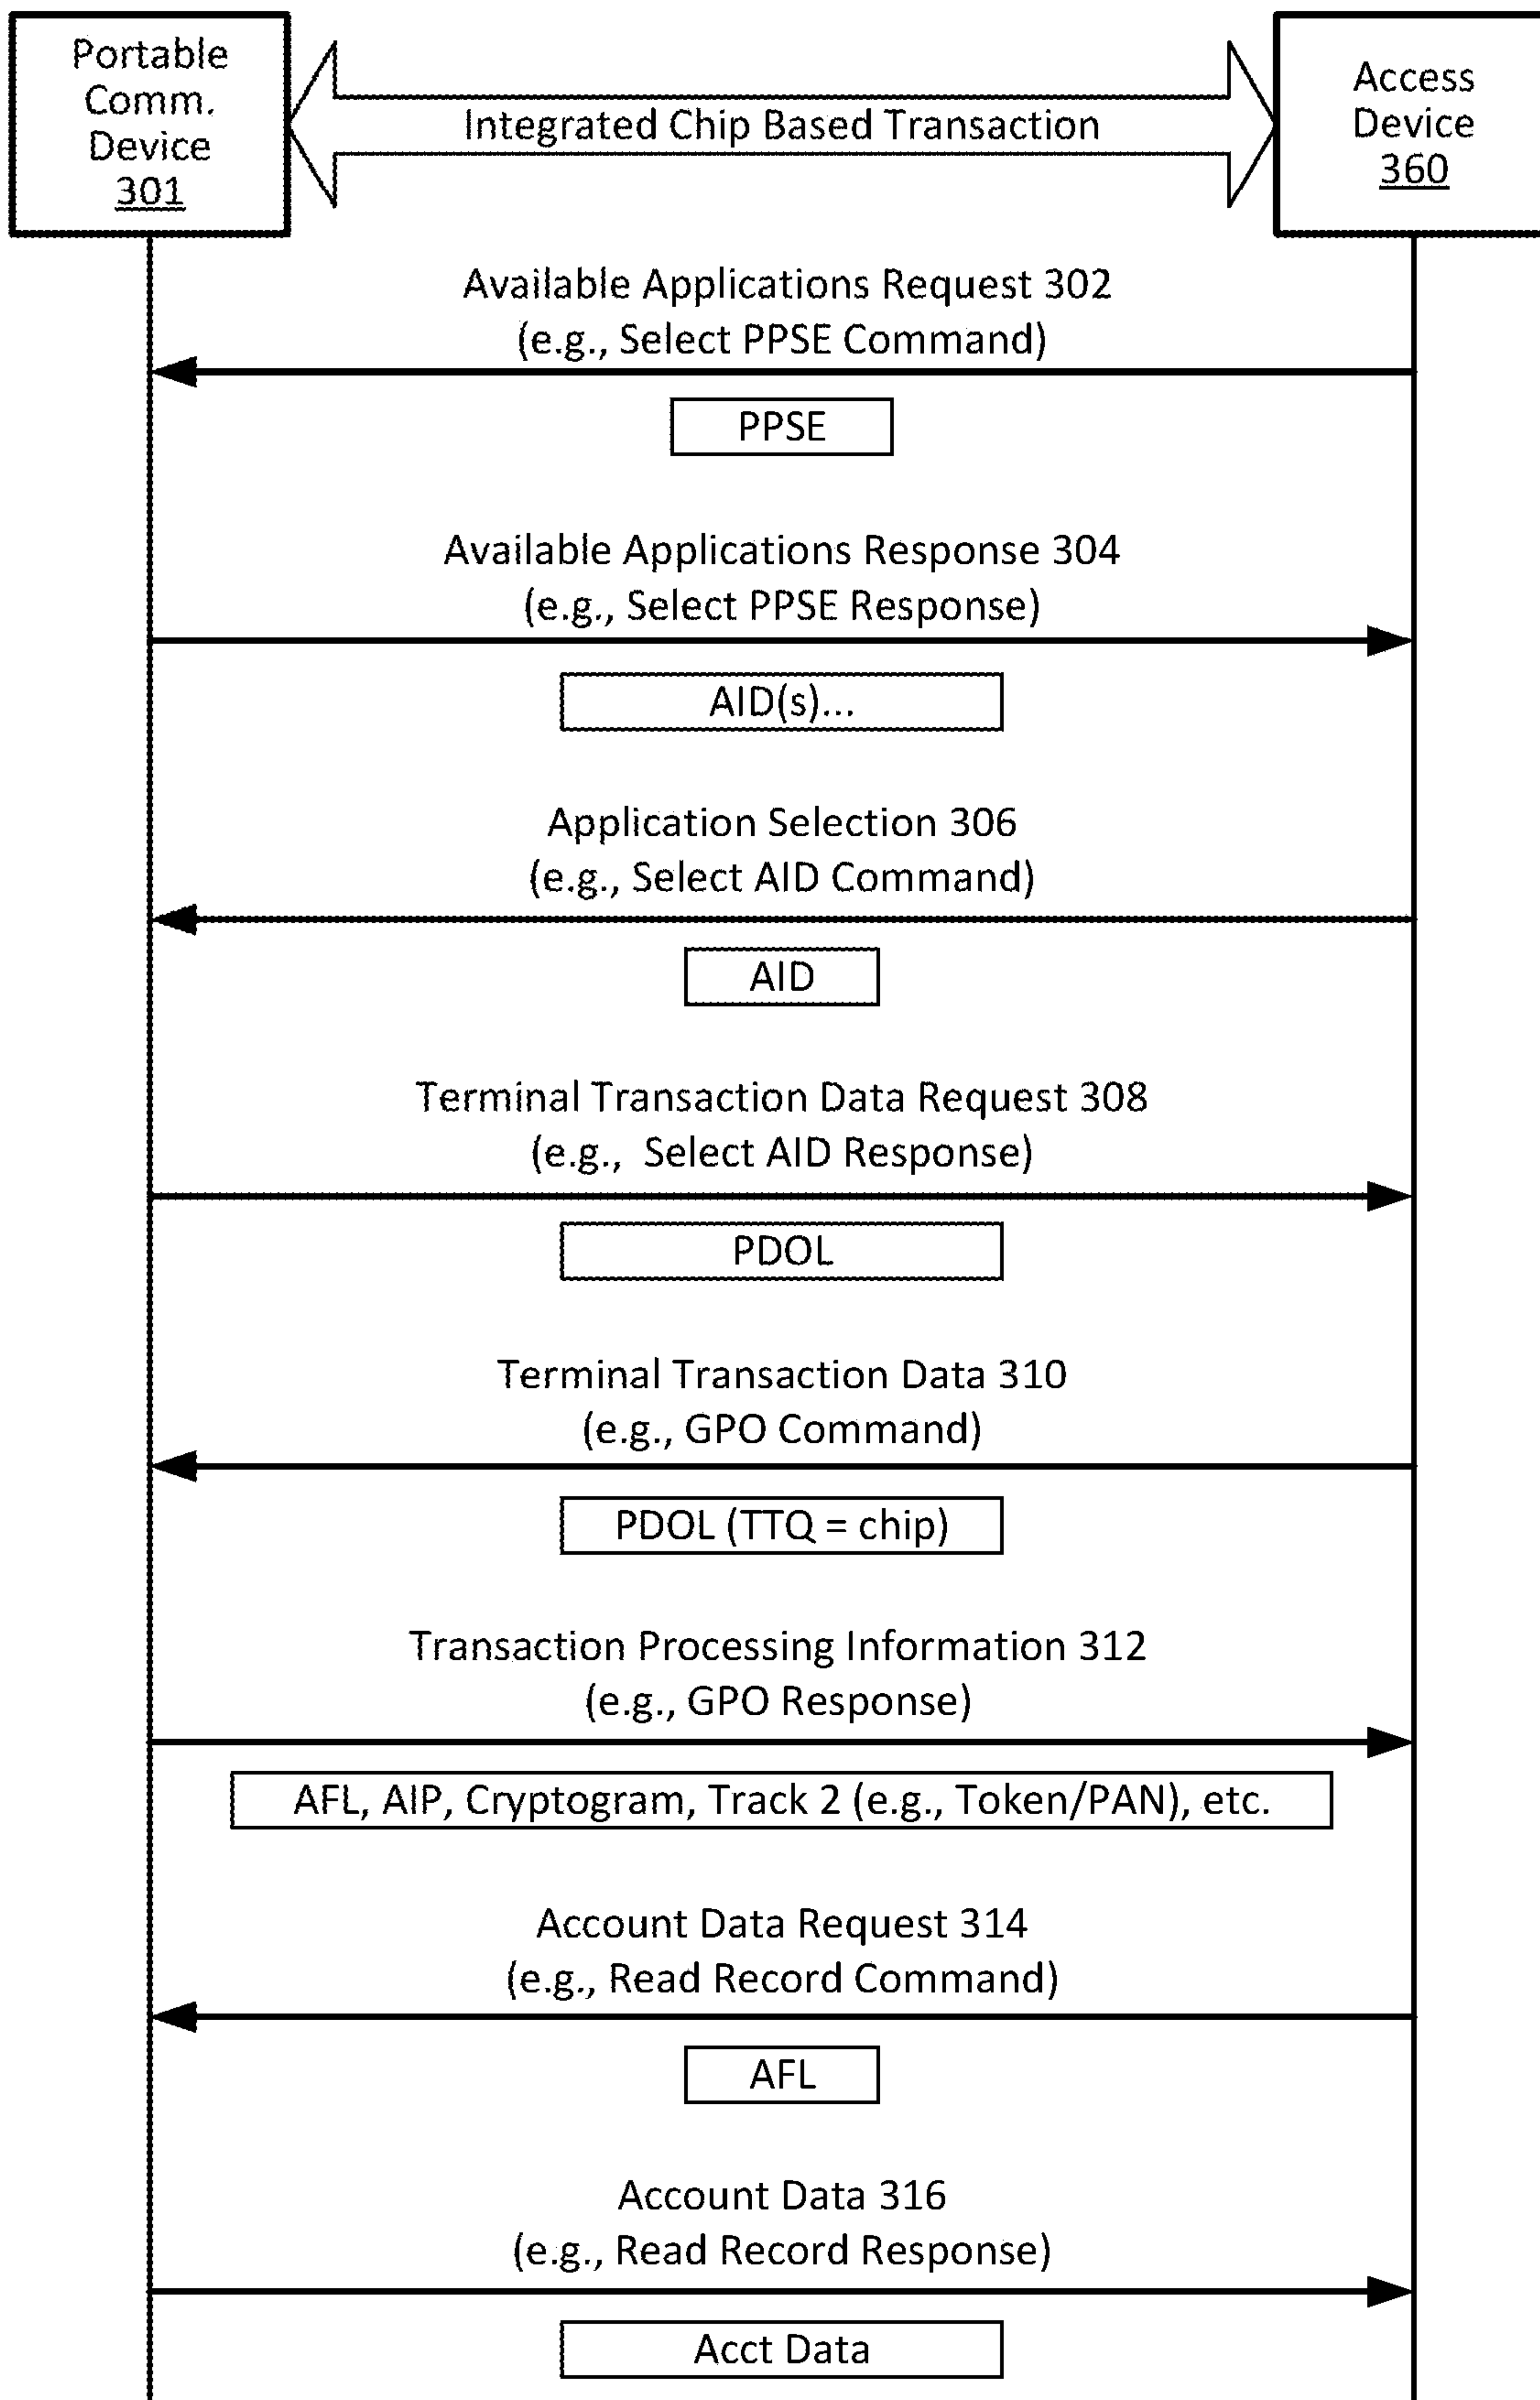 Portable
Comm.
Device
301
Integrated Chip Based Transaction
Access
Device
360
Available Applications Request 302
(e.g., Select PPSE Command)
PPSE
Available Applications Response 304
(e.g., Select PPSE Response)
AID(s)...
Application Selection 306
(e.g., Select AID Command)
AID
Terminal Transaction Data Request 308
(e.g., Select AID Response)
PDOL
Terminal Transaction Data 310
(e.g., GPO Command)
PDOL (TTQ = chip)
Transaction Processing Information 312
(e.g., GPO Response)
AFL, AIP, Cryptogram, Track 2 (e.g., Token/PAN), etc.
Account Data Request 314
(e.g., Read Record Command)
AFL
Account Data 316
(e.g., Read Record Response)
Acct Data